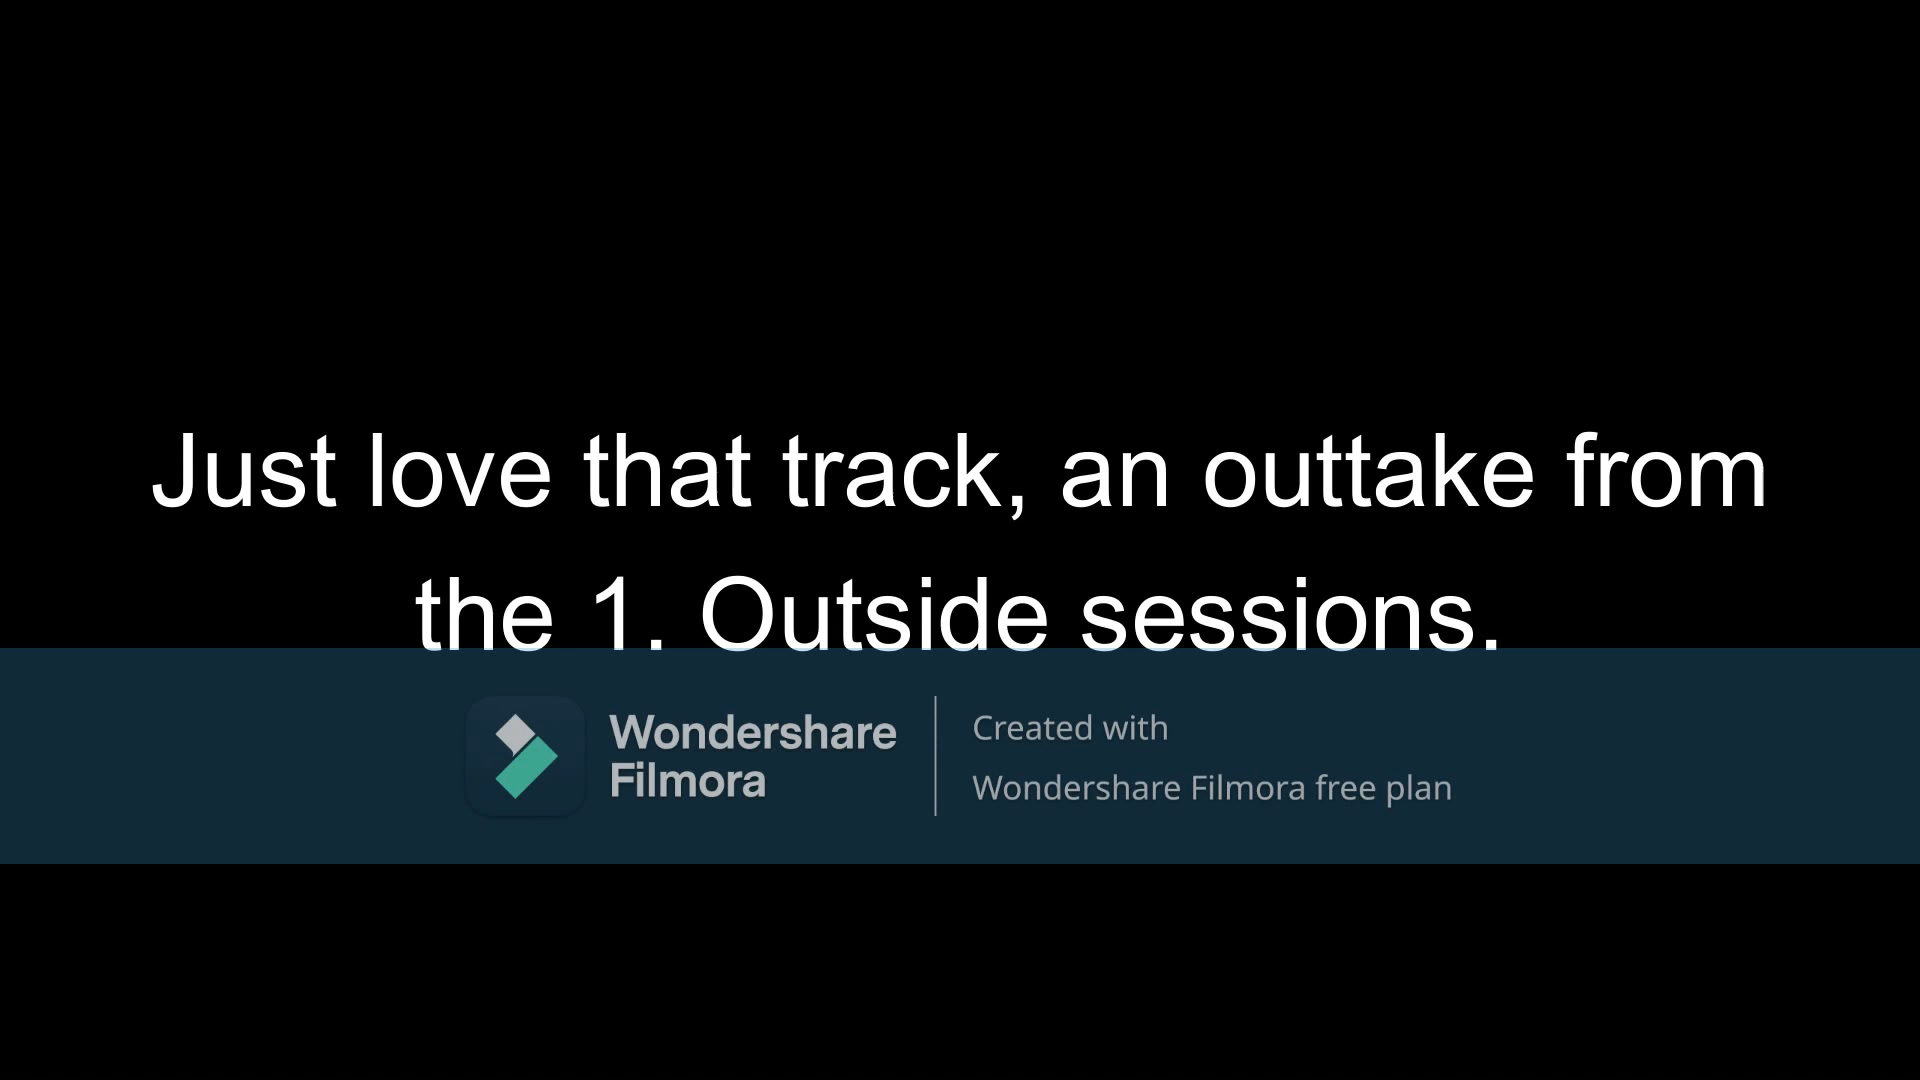 Just love that track, an outtake from
the 1. Outside sessions.
Wondershare
Filmora
Created with
Wondershare Filmora free plan